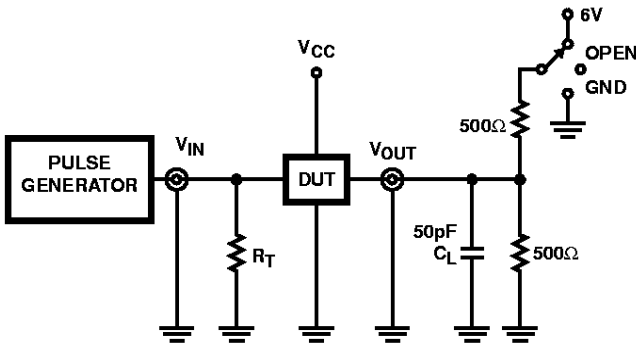 6V
OPEN
GND
VCC
500Ω
PULSE
GENERATOR
VIN
DUT
VOUT
RT
50pF
CL
500Ω